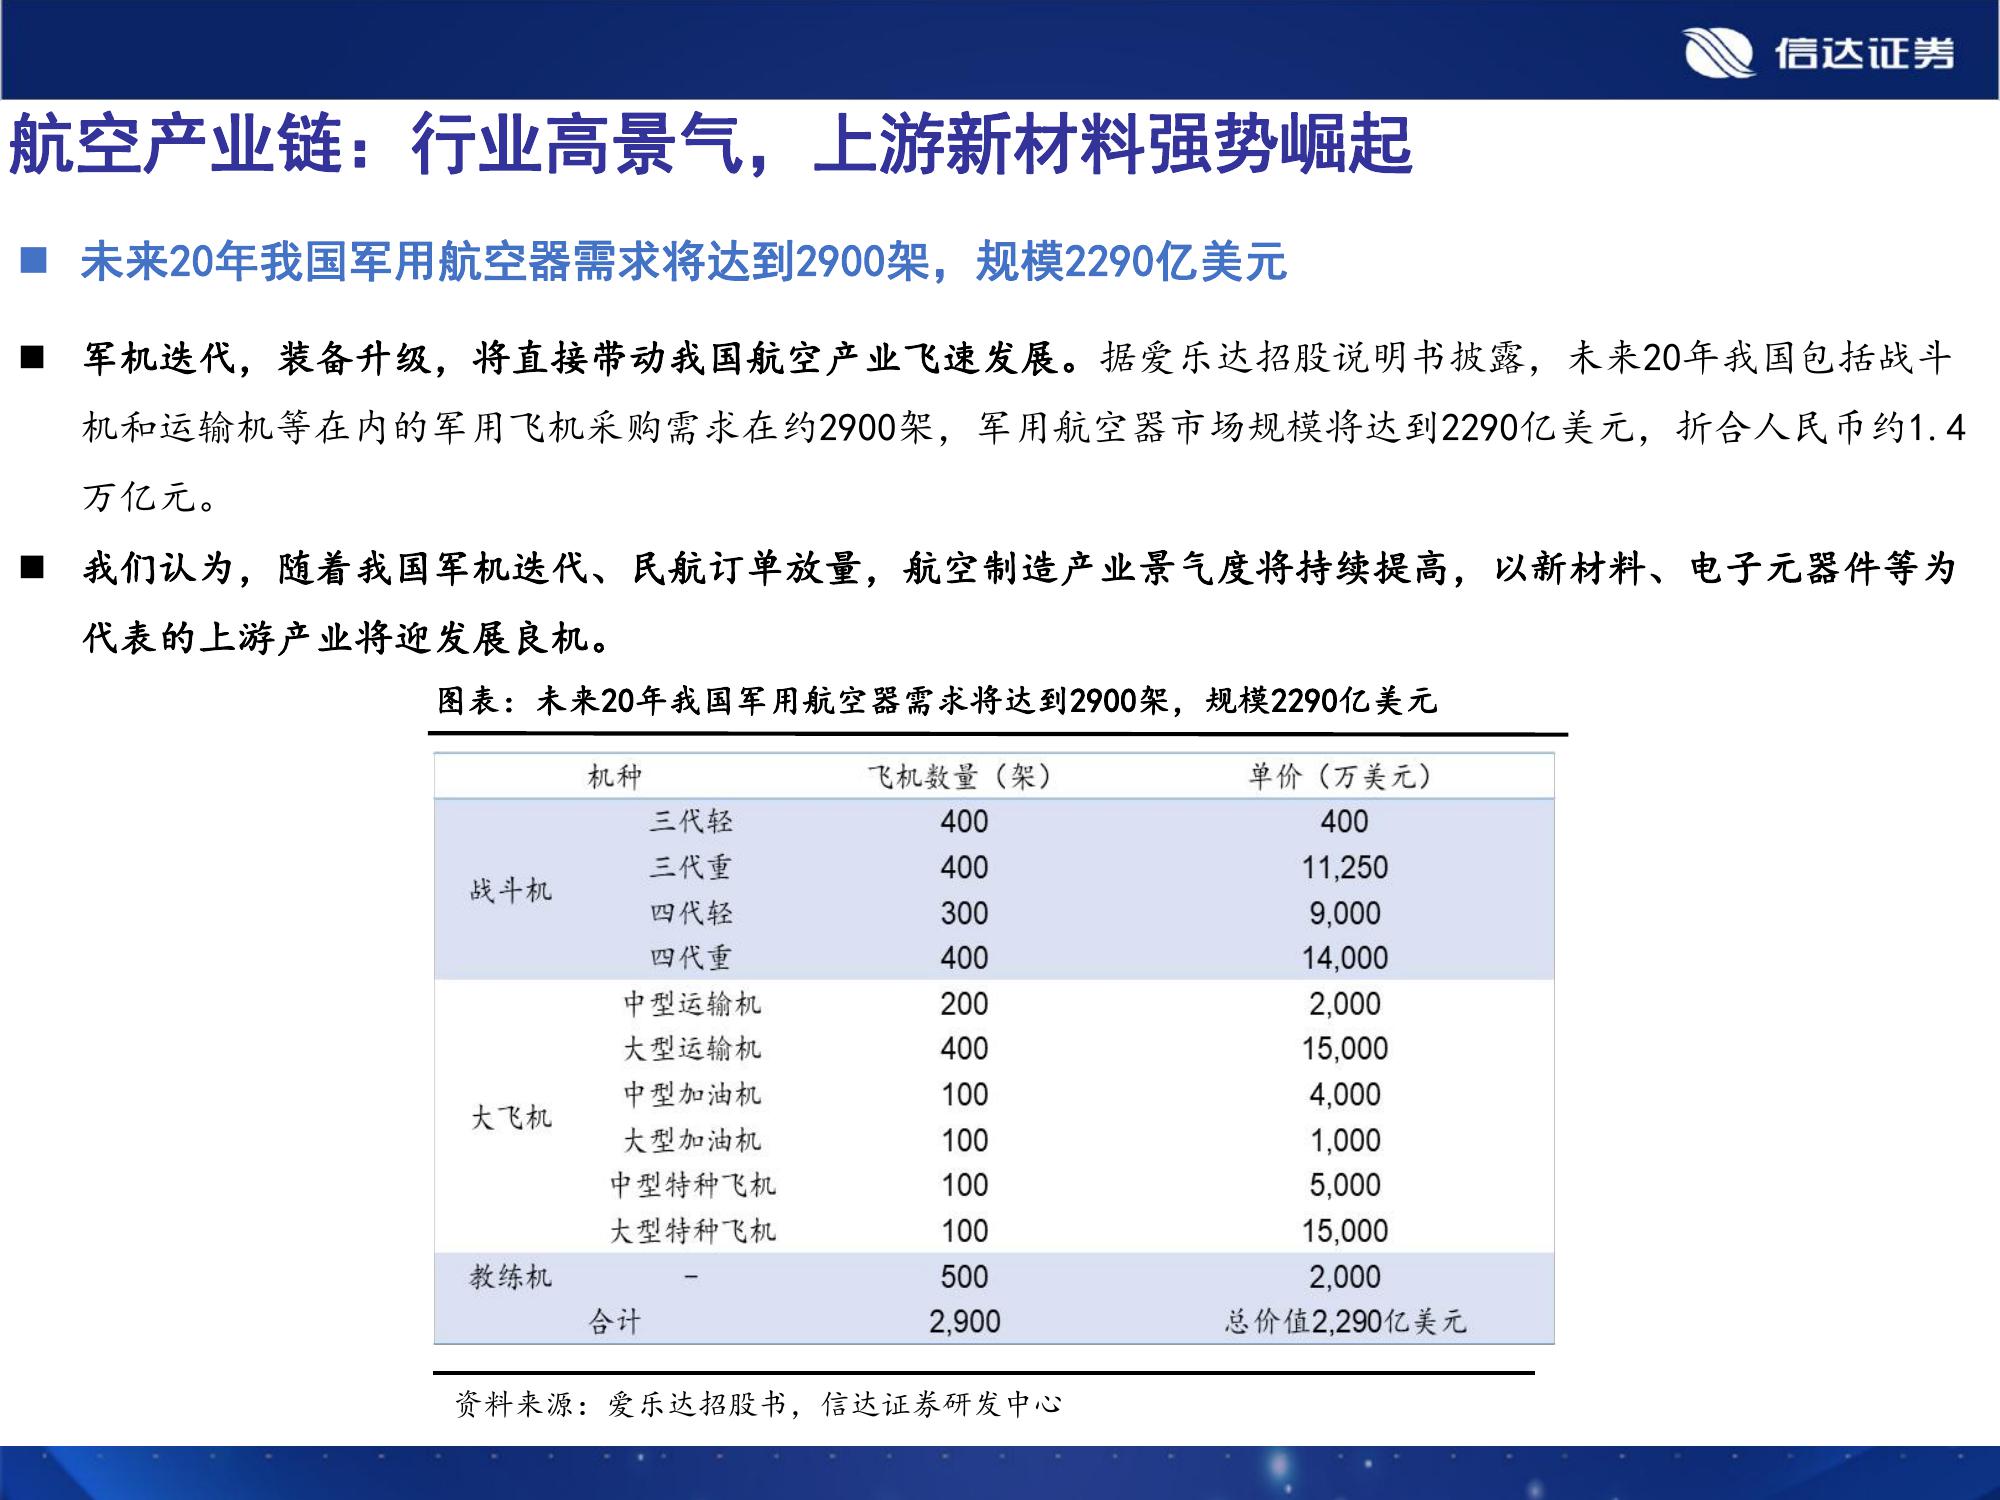 信达证券
航空产业链：行业高景气，上游新材料强势崛起
■ 未来20年我国军用航空器需求将达到2900架，规模2290亿美元
■ 军机迭代，装备升级，将直接带动我国航空产业飞速发展。据爱乐达招股说明书披露，未来20年我国包括战斗
机和运输机等在内的军用飞机采购需求在约2900架，军用航空器市场规模将达到2290亿美元，折合人民币约1.4
万亿元。
■ 我们认为，随着我国军机迭代、民航订单放量，航空制造产业景气度将持续提高，以新材料、电子元器件等为
代表的上游产业将迎发展良机。
图表：未来20年我国军用航空器需求将达到2900架，规模2290亿美元
机种 飞机数量（架） 单价（万美元）
三代轻 400 400
三代重 400 11,250
战斗机
四代轻 300 9,000
四代重 400 14,000
中型运输机 200 2,000
大型运输机 400 15,000
中型加油机 100 4,000
大飞机
大型加油机 100 1,000
中型特种飞机 100 5,000
大型特种飞机 100 15,000
教练机 - 500 2,000
合计 2,900 总价值2,290亿美元
资料来源：爱乐达招股书，信达证券研发中心